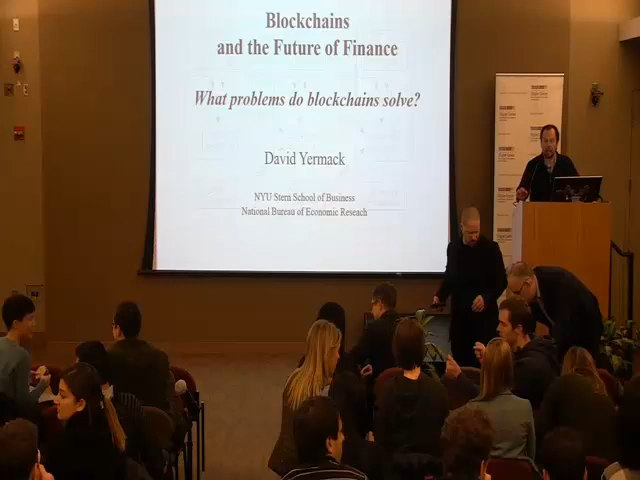 Blockchains
and the Future of Finance
What problems do blockchains solve?
David Yermack
NYU Stern School of Business
National Bureau of Economic Reseach